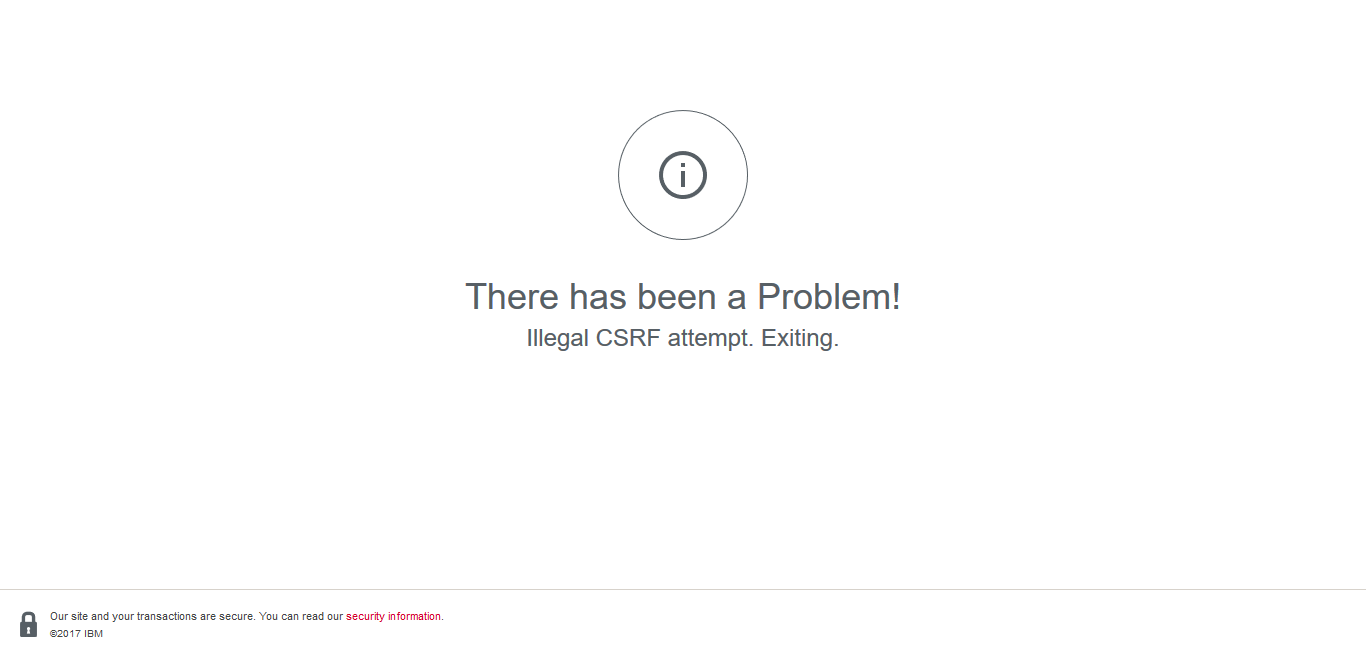 There has been a Problem!
Illegal CSRF attempt. Exiting.
Our site and your transactions are secure. You can read our security information.
©2017 IBM